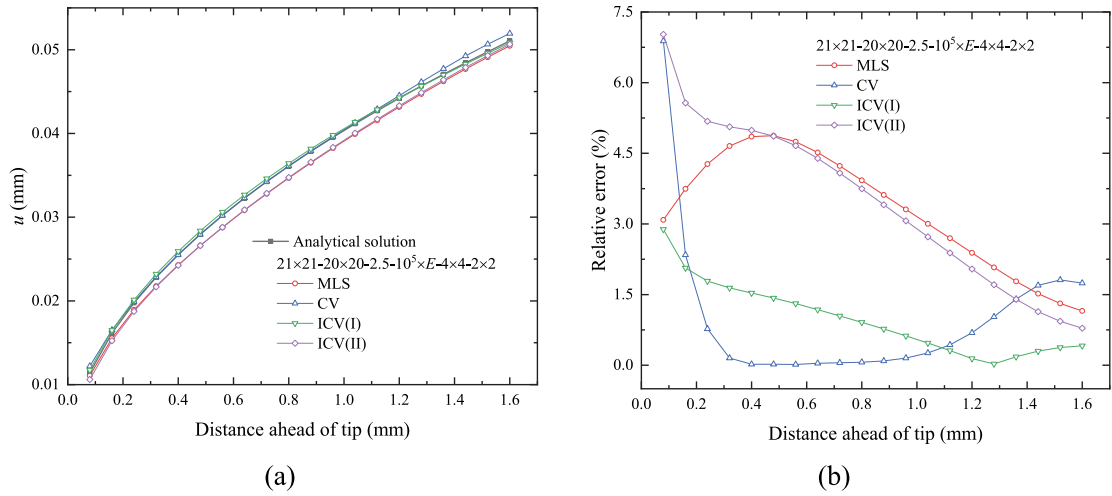 0.05
0.04
0.03
0.02
0.01
u (mm)
Analytical solution
21×21-20×20-2.5-10⁵×E-4×4-2×2
MLS
CV
ICV(I)
ICV(II)
0.0 0.2 0.4 0.6 0.8 1.0 1.2 1.4 1.6
Distance ahead of tip (mm)
(a)
7.5
6.0
4.5
3.0
1.5
0.0
Relative error (%)
21×21-20×20-2.5-10⁵×E-4×4-2×2
MLS
CV
ICV(I)
ICV(II)
0.0 0.2 0.4 0.6 0.8 1.0 1.2 1.4 1.6
Distance ahead of tip (mm)
(b)